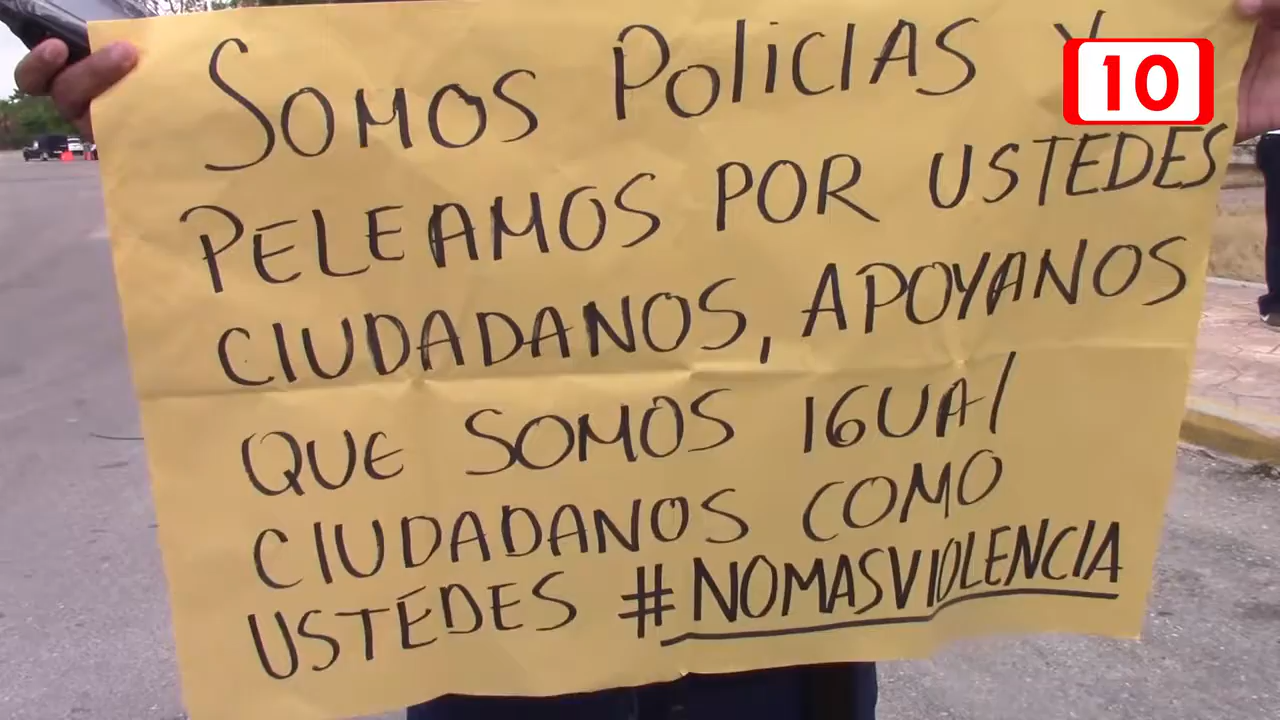 SOMOS POLICIAS Y
10
PELEAMOS POR USTEDES
CIUDADANOS, APOYANOS
QUE SOMOS IGUAl
CIUDADANOS COMO
USTEDES #NOMASVIOLENCIA